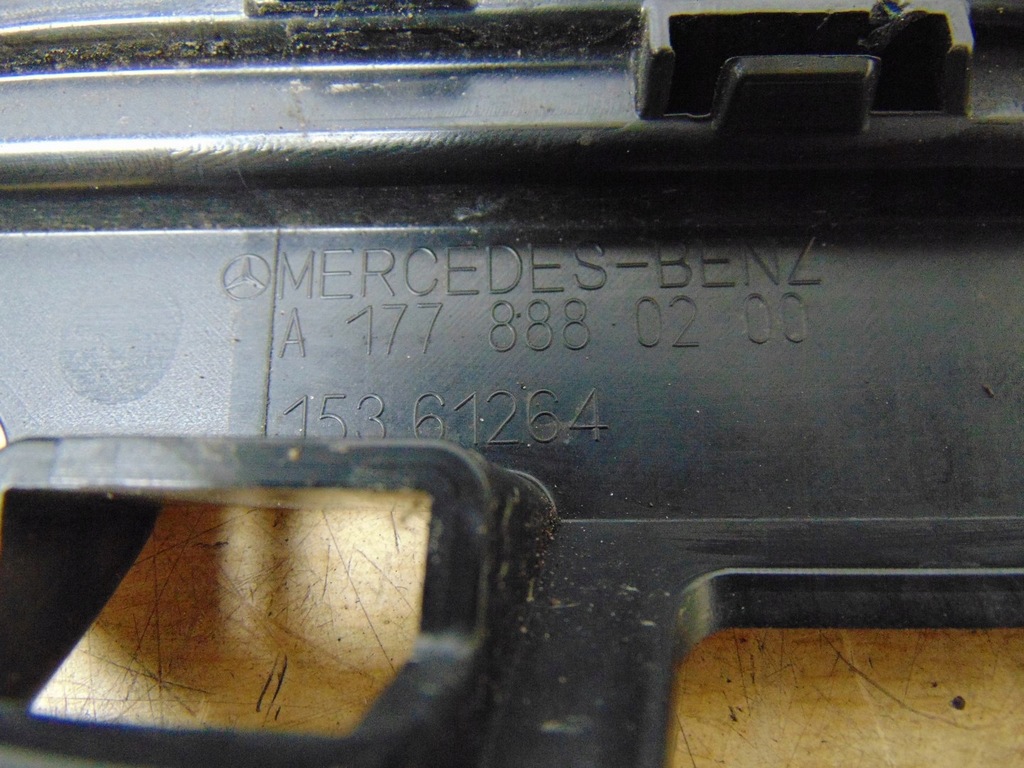 MERCEDES-BENZ
A 177 888 02 00
153 61264